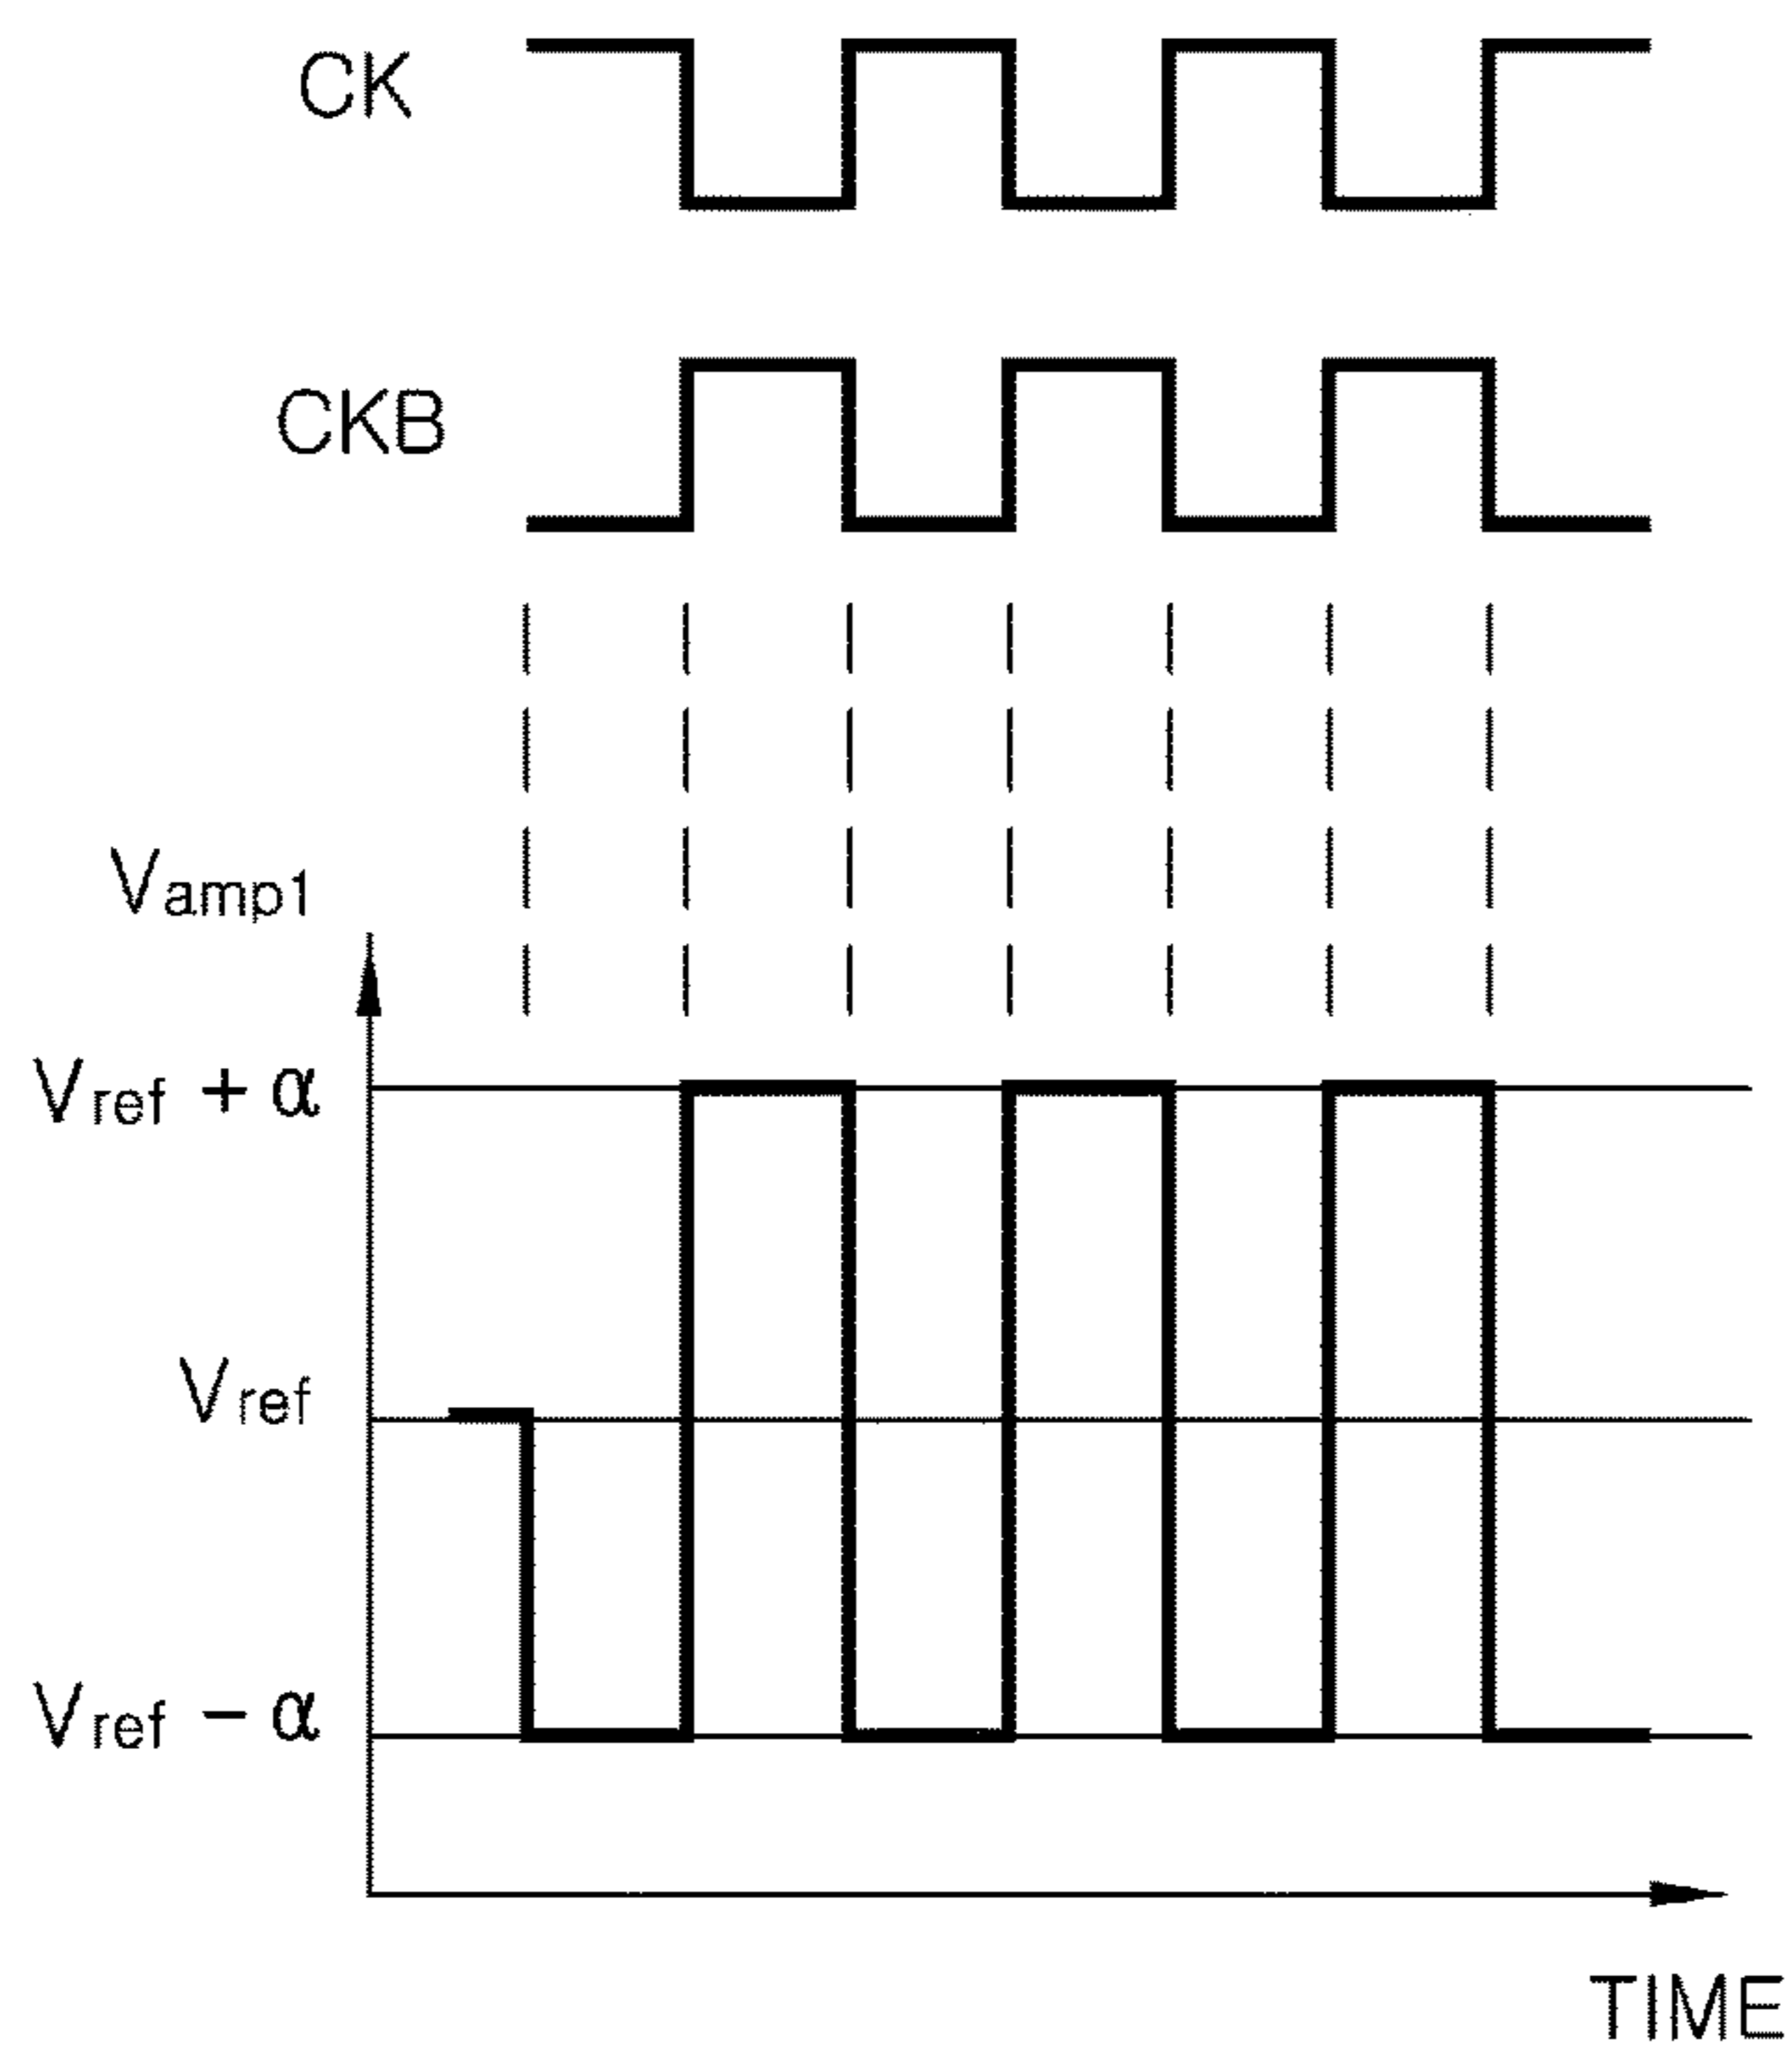 CK
CKB
Vamp1
Vref + α
Vref
Vref − α
TIME